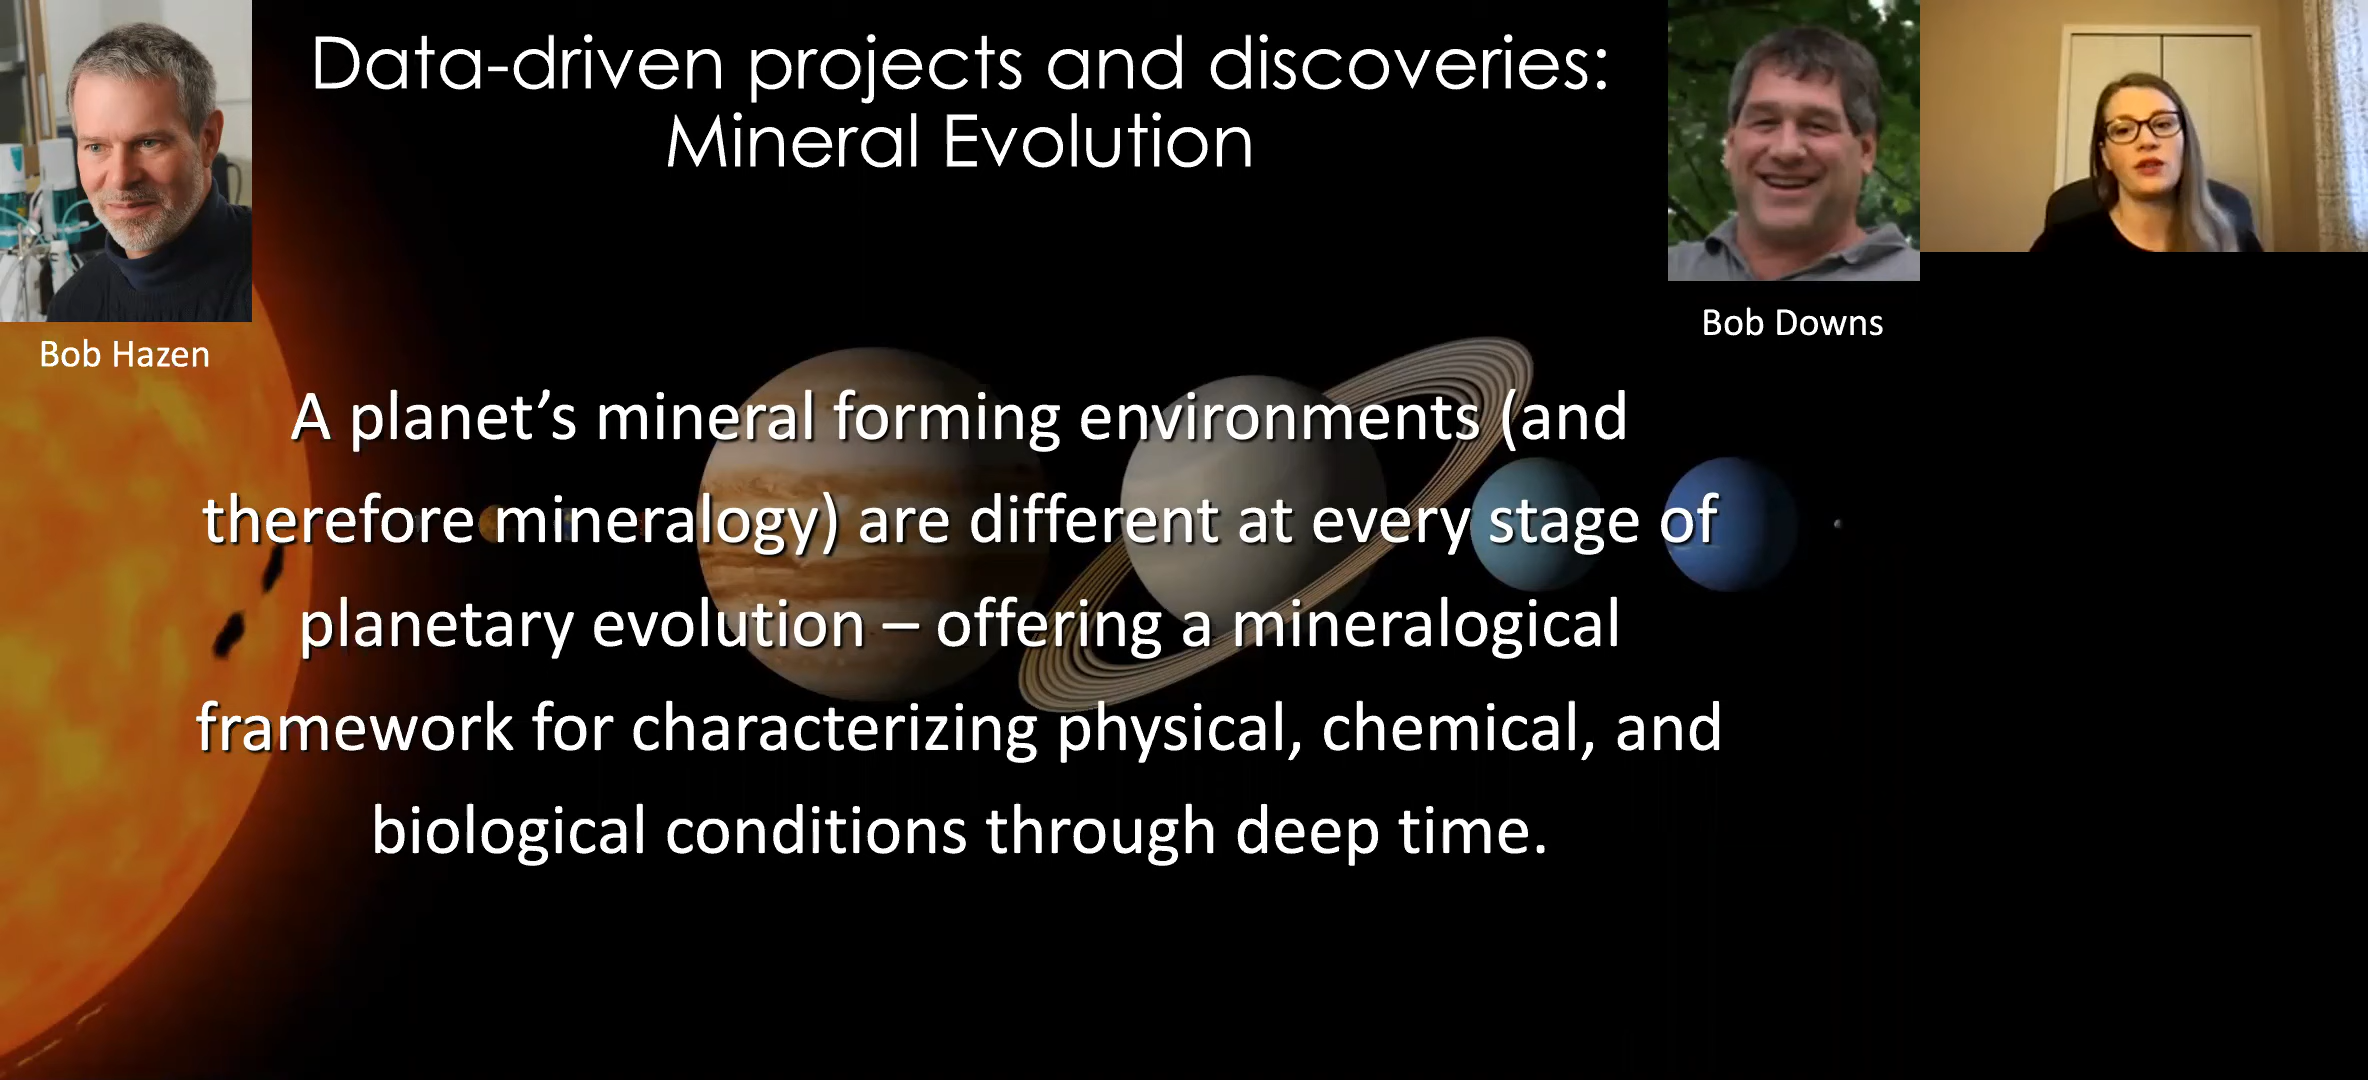 Data-driven projects and discoveries:
Mineral Evolution
Bob Hazen
Bob Downs
A planet’s mineral forming environments (and
therefore mineralogy) are different at every stage of
planetary evolution – offering a mineralogical
framework for characterizing physical, chemical, and
biological conditions through deep time.